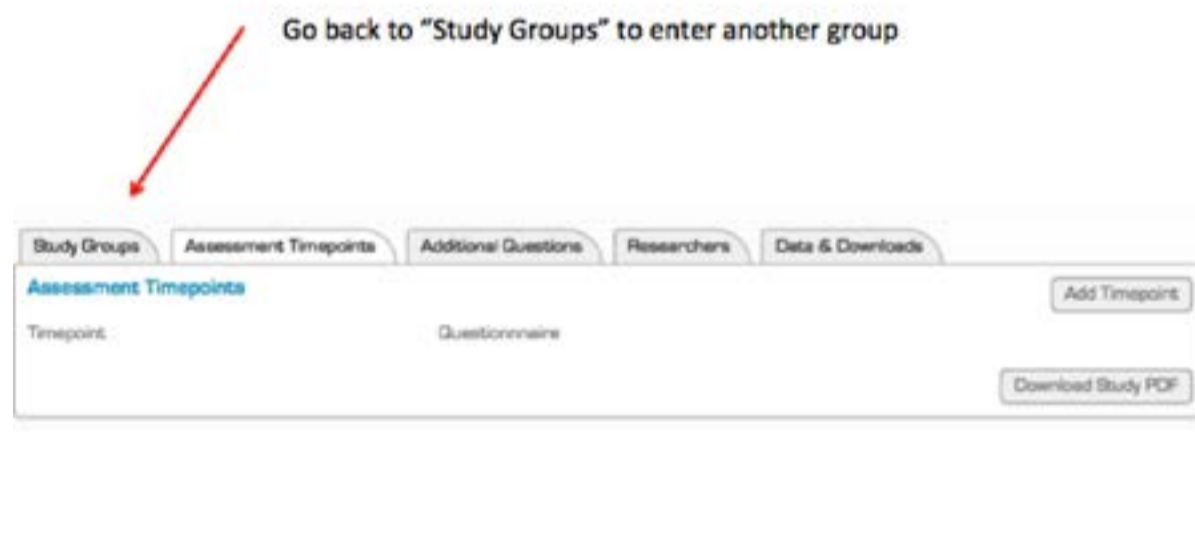 Go back to “Study Groups” to enter another group
Study Groups Assessment Timepoints Additional Questions Researchers Data & Downloads
Assessment Timepoints Add Timepoint
Timepoint Questionnnaire
Download Study PDF